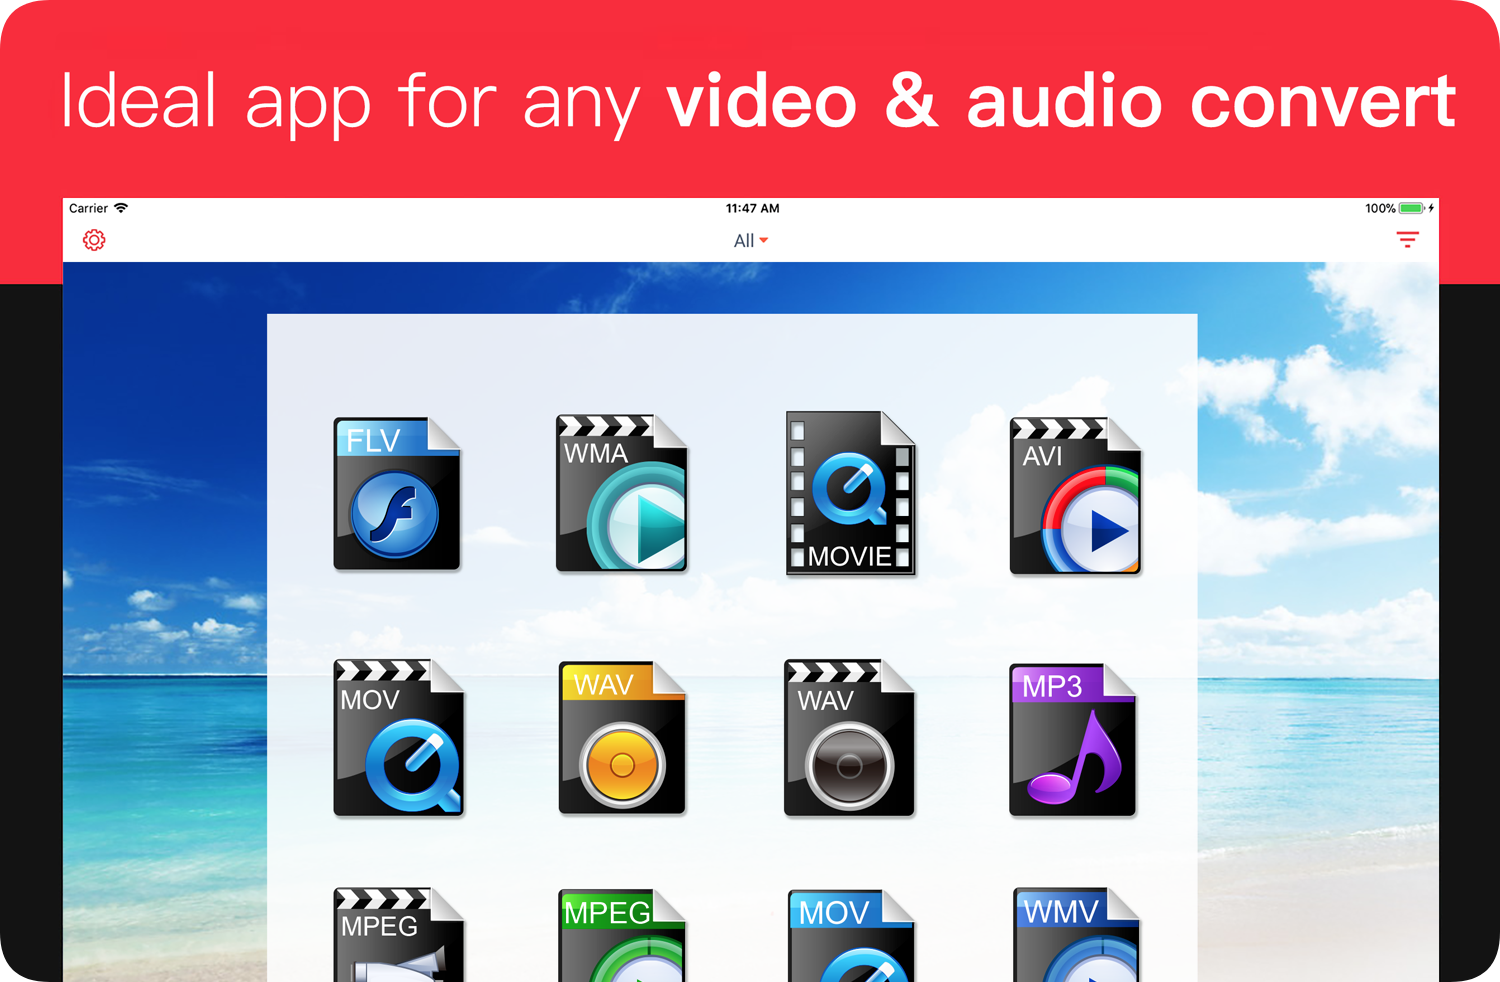 Ideal app for any video & audio convert
Carrier 11:47 AM 100%
All
FLV WMA MOVIE AVI
MOV WAV WAV MP3
MPEG MPEG MOV WMV